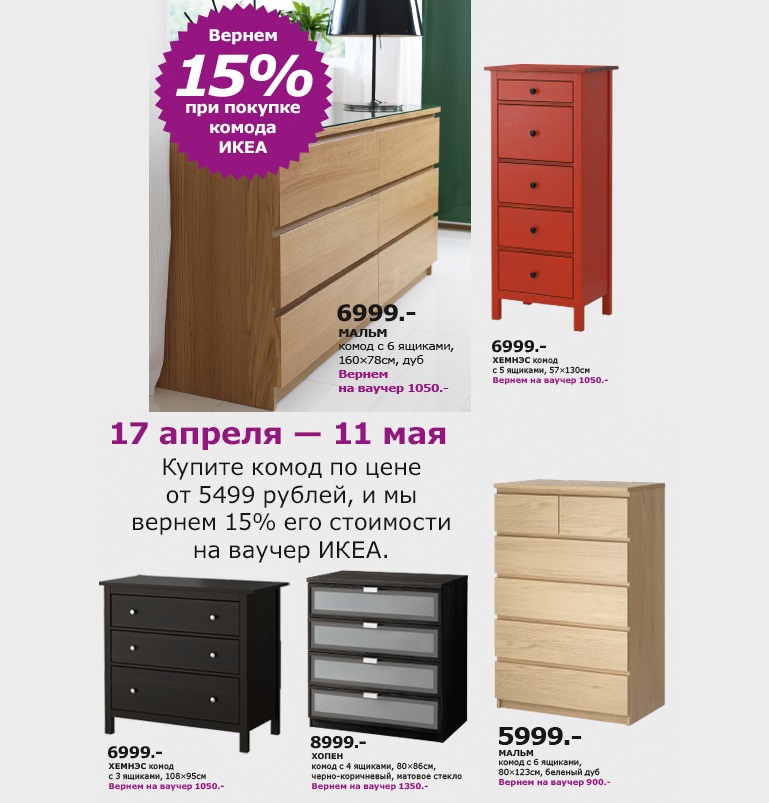 Вернем
15%
при покупке
комода
ИКЕА
6999.-
МАЛЬМ
комод с 6 ящиками,
160×78см, дуб
Вернем
на ваучер 1050.-
6999.-
ХЕМНЭС комод
с 5 ящиками, 57×130см
Вернем на ваучер 1050.-
17 апреля — 11 мая
Купите комод по цене
от 5499 рублей, и мы
вернем 15% его стоимости
на ваучер ИКЕА.
6999.-
ХЕМНЭС комод
с 3 ящиками, 108×95см
Вернем на ваучер 1050.-
8999.-
ХОПЕН
комод с 4 ящиками, 80×86см,
черно-коричневый, матовое стекло
Вернем на ваучер 1350.-
5999.-
МАЛЬМ
комод с 6 ящиками,
80×123см, беленый дуб
Вернем на ваучер 900.-